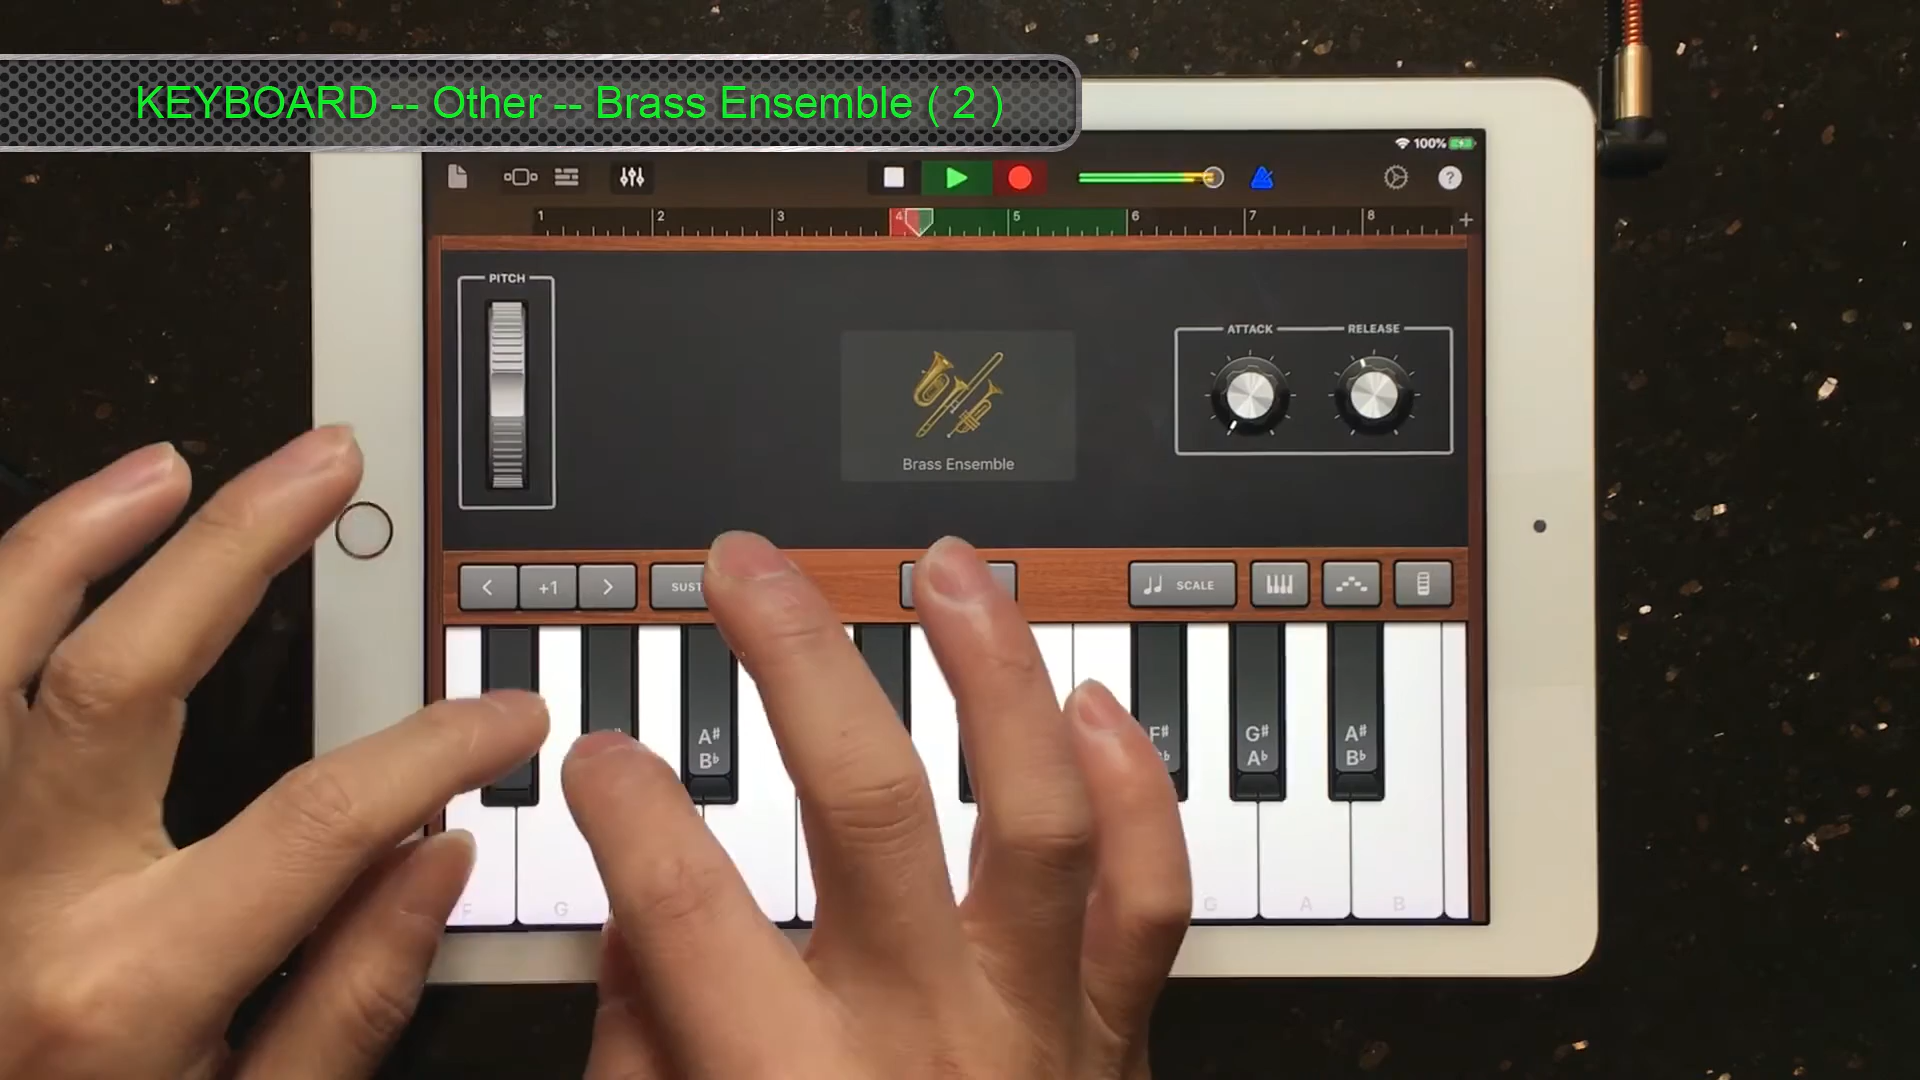 KEYBOARD -- Other -- Brass Ensemble ( 2 )
100%
?
1 2 3 4 5 6 7 8 +
PITCH
ATTACK RELEASE
Brass Ensemble
< +1 > SUST SCALE
A# F# G# A#
B♭ A♭ B♭
F G G A B